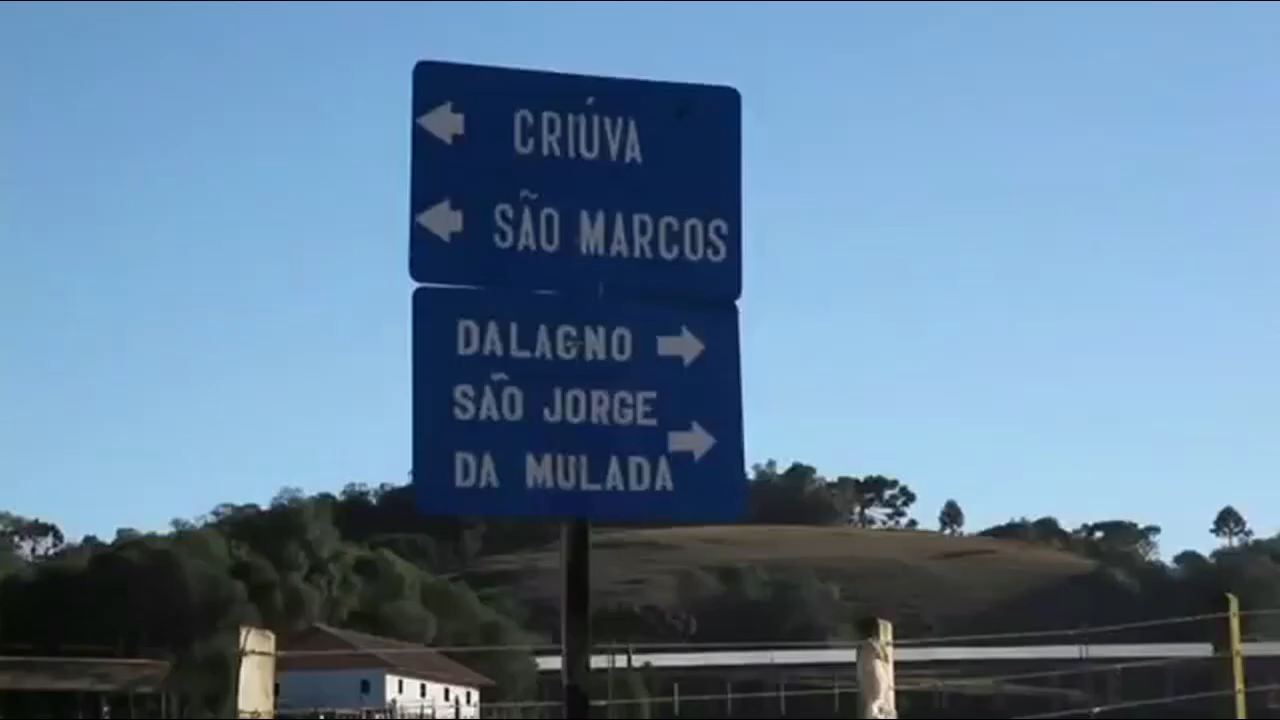 CRIÚVA
SÃO MARCOS
DALAGNO
SÃO JORGE
DA MULADA